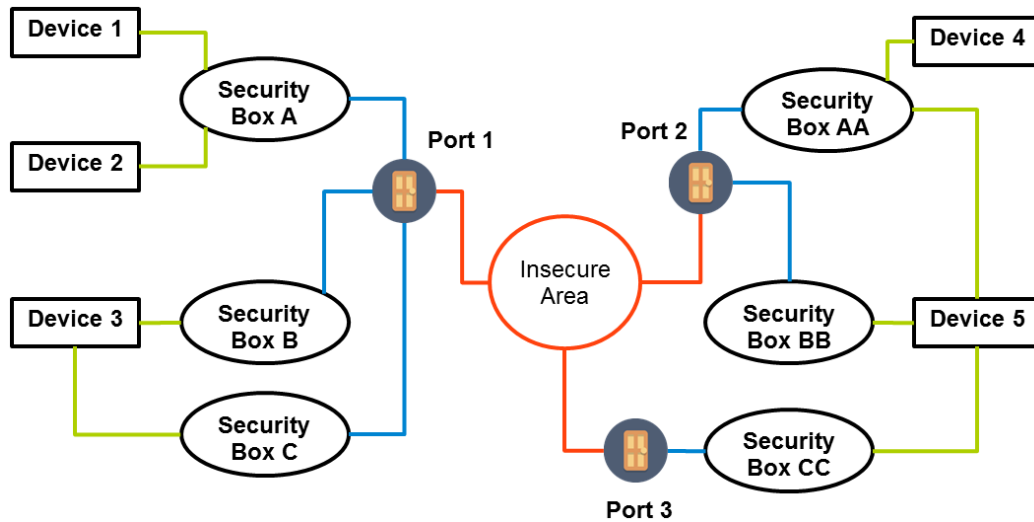 Device 1
Security
Box A
Device 2
Port 1
Device 3
Security
Box B
Security
Box C
Insecure
Area
Port 2
Security
Box AA
Device 4
Security
Box BB
Device 5
Security
Box CC
Port 3